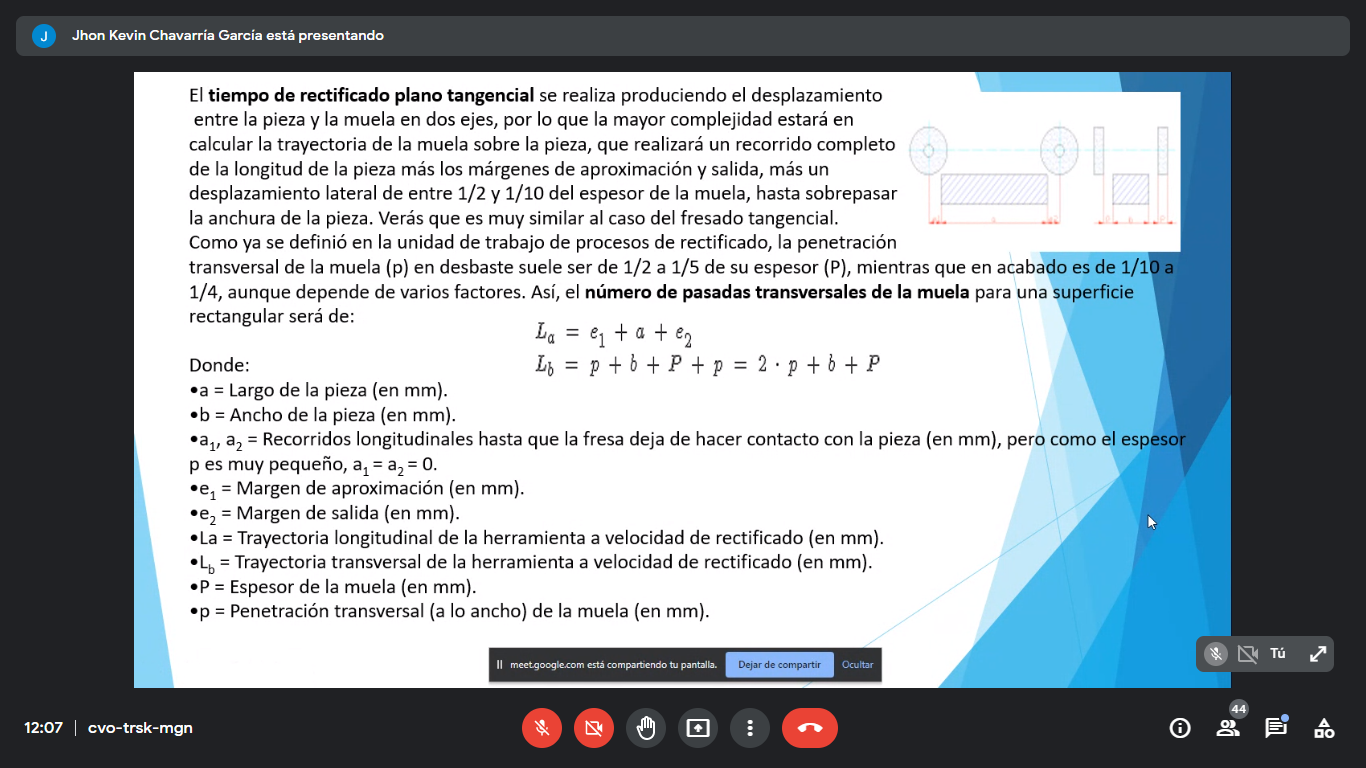 J Jhon Kevin Chavarría García está presentando
El tiempo de rectificado plano tangencial se realiza produciendo el desplazamiento
entre la pieza y la muela en dos ejes, por lo que la mayor complejidad estará en
calcular la trayectoria de la muela sobre la pieza, que realizará un recorrido completo
de la longitud de la pieza más los márgenes de aproximación y salida, más un
desplazamiento lateral de entre 1/2 y 1/10 del espesor de la muela, hasta sobrepasar
la anchura de la pieza. Verás que es muy similar al caso del fresado tangencial.
Como ya se definió en la unidad de trabajo de procesos de rectificado, la penetración
transversal de la muela (p) en desbaste suele ser de 1/2 a 1/5 de su espesor (P), mientras que en acabado es de 1/10 a
1/4, aunque depende de varios factores. Así, el número de pasadas transversales de la muela para una superficie
rectangular será de:
L_a = e_1 + a + e_2
L_b = p + b + P + p = 2 · p + b + P
Donde:
•a = Largo de la pieza (en mm).
•b = Ancho de la pieza (en mm).
•a_1, a_2 = Recorridos longitudinales hasta que la fresa deja de hacer contacto con la pieza (en mm), pero como el espesor
p es muy pequeño, a_1 = a_2 = 0.
•e_1 = Margen de aproximación (en mm).
•e_2 = Margen de salida (en mm).
•La = Trayectoria longitudinal de la herramienta a velocidad de rectificado (en mm).
•L_b = Trayectoria transversal de la herramienta a velocidad de rectificado (en mm).
•P = Espesor de la muela (en mm).
•p = Penetración transversal (a lo ancho) de la muela (en mm).
meet.google.com está compartiendo tu pantalla. Dejar de compartir Ocultar
Tú
12:07 | cvo-trsk-mgn
44